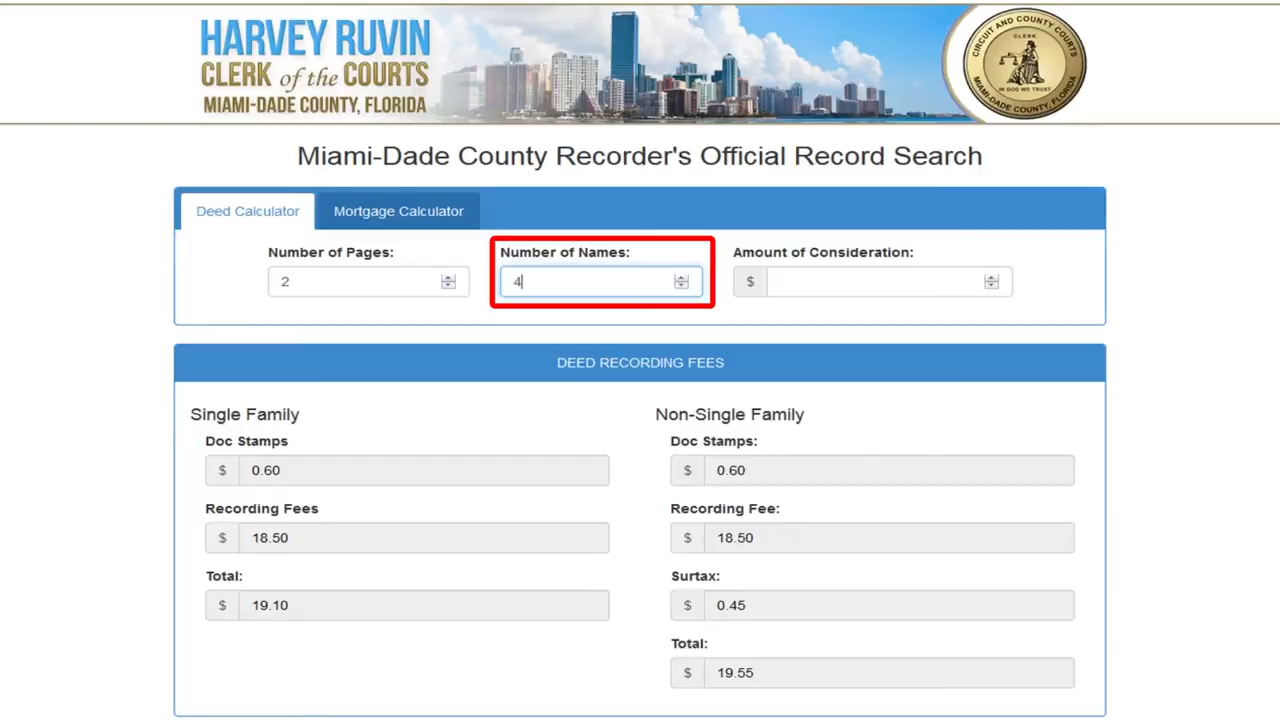 HARVEY RUVIN
CLERK of the COURTS
MIAMI-DADE COUNTY, FLORIDA
CIRCUIT AND COUNTY COURTS
CLERK
IN GOD WE TRUST
MIAMI-DADE COUNTY, FLORIDA
Miami-Dade County Recorder's Official Record Search
Deed Calculator Mortgage Calculator
Number of Pages: Number of Names: Amount of Consideration:
2 4 $
DEED RECORDING FEES
Single Family Non-Single Family
Doc Stamps Doc Stamps:
$ 0.60 $ 0.60
Recording Fees Recording Fee:
$ 18.50 $ 18.50
Total: Surtax:
$ 19.10 $ 0.45
Total:
$ 19.55